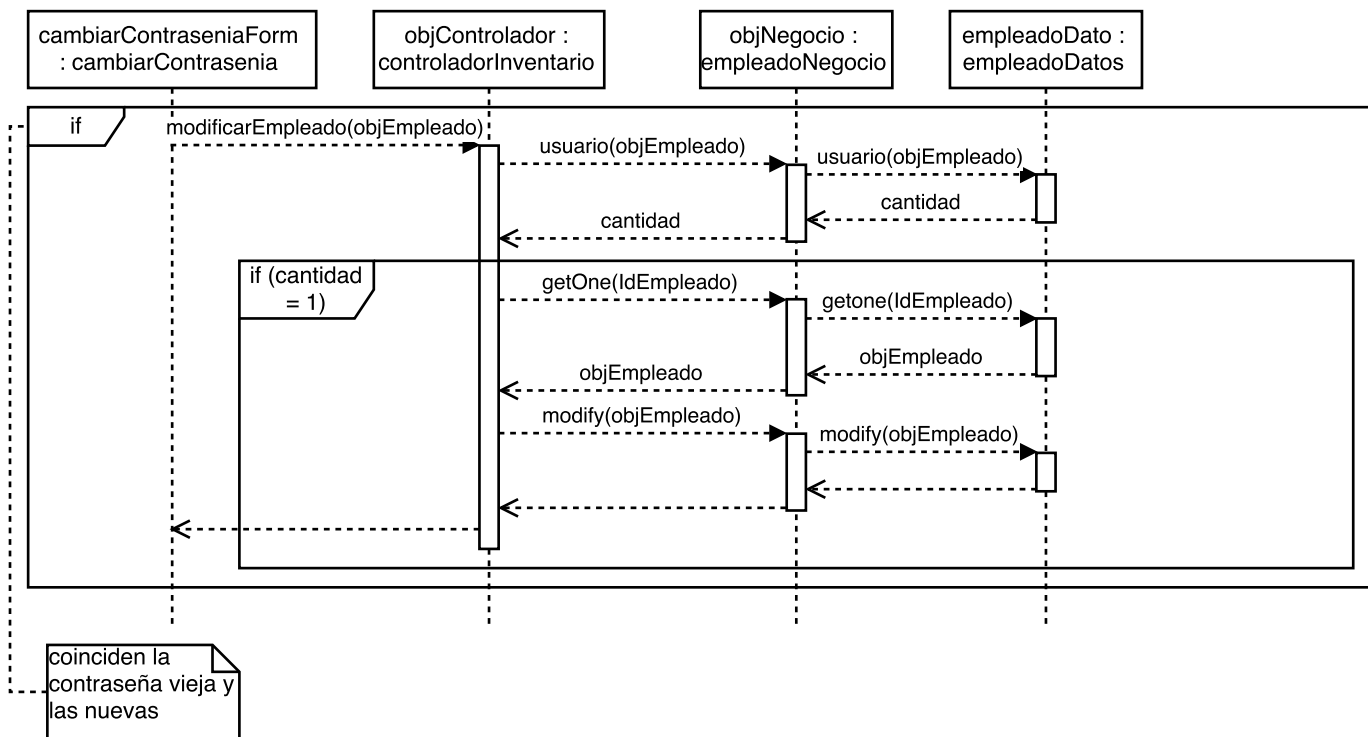 cambiarContraseniaForm
: cambiarContrasenia
objControlador :
controladorInventario
objNegocio :
empleadoNegocio
empleadoDato :
empleadoDatos
if
modificarEmpleado(objEmpleado)
usuario(objEmpleado)
usuario(objEmpleado)
cantidad
cantidad
if (cantidad
= 1)
getOne(IdEmpleado)
getone(IdEmpleado)
objEmpleado
objEmpleado
modify(objEmpleado)
modify(objEmpleado)
coinciden la
contraseña vieja y
las nuevas